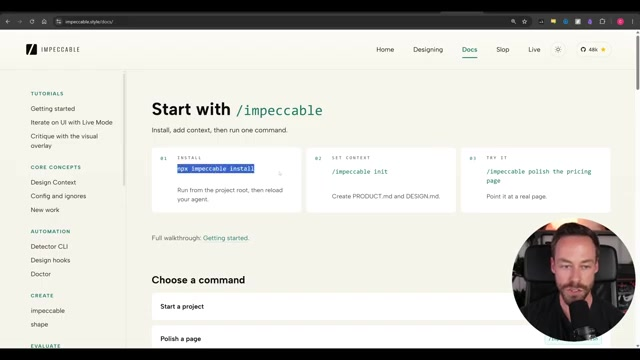 impeccable.style/docs/
IMPECCABLE
Home
Designing
Docs
Slop
Live
48k
TUTORIALS
Getting started
Iterate on UI with Live Mode
Critique with the visual
overlay
CORE CONCEPTS
Design Context
Config and ignores
New work
AUTOMATION
Detector CLI
Design hooks
Doctor
CREATE
impeccable
shape
EVALUATE
Start with /impeccable
Install, add context, then run one command.
01 INSTALL
npx impeccable install
Run from the project root, then reload
your agent.
02 SET CONTEXT
/impeccable init
Create PRODUCT.md and DESIGN.md.
03 TRY IT
/impeccable polish the pricing
page
Point it at a real page.
Full walkthrough: Getting started.
Choose a command
Start a project
Polish a page